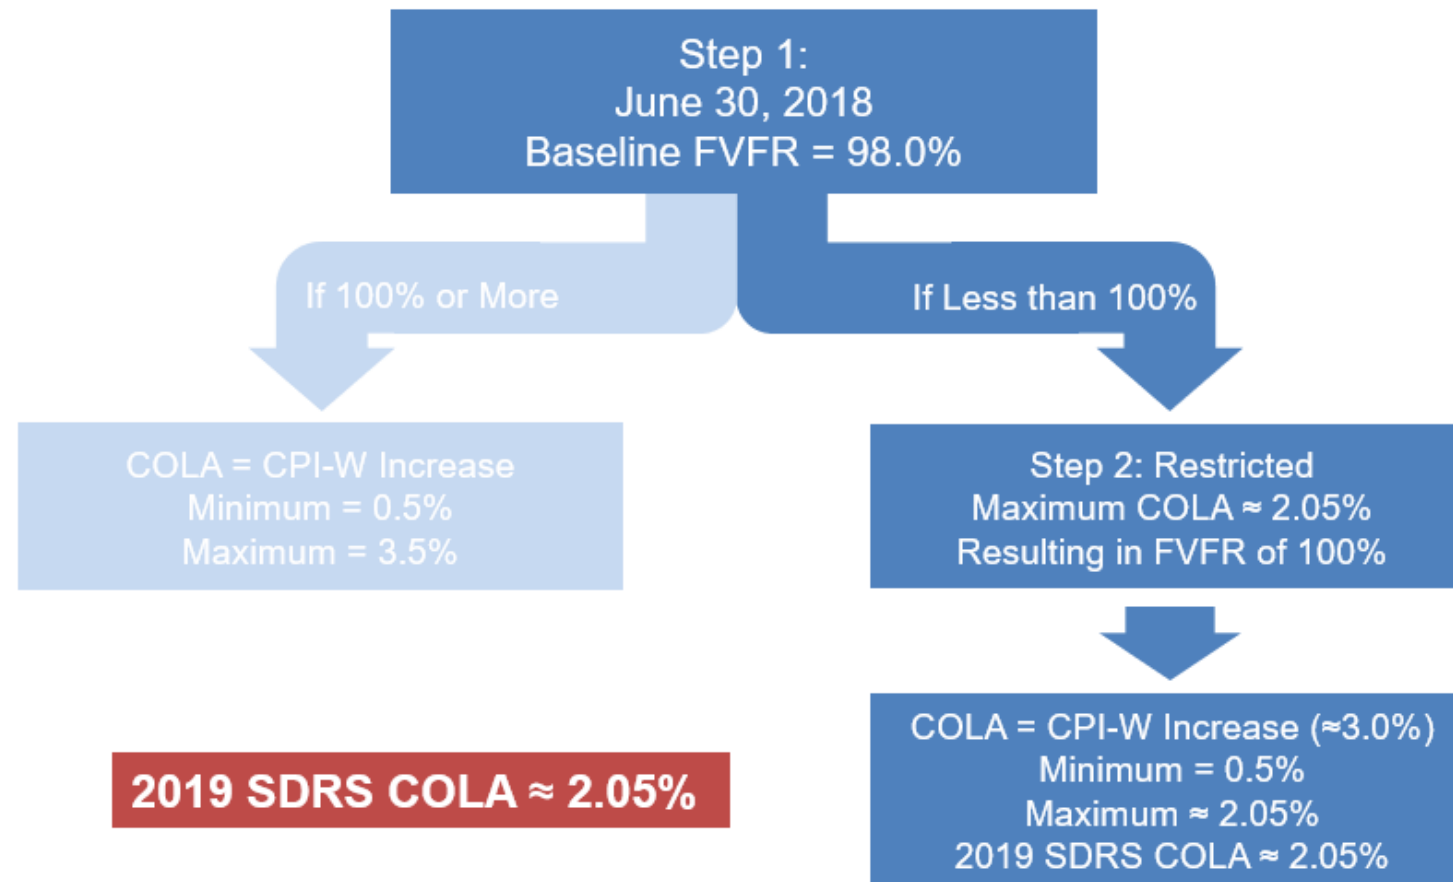 Step 1:
June 30, 2018
Baseline FVFR = 98.0%
If 100% or More
If Less than 100%
COLA = CPI-W Increase
Minimum = 0.5%
Maximum = 3.5%
Step 2: Restricted
Maximum COLA ≈ 2.05%
Resulting in FVFR of 100%
COLA = CPI-W Increase (≈3.0%)
Minimum = 0.5%
Maximum ≈ 2.05%
2019 SDRS COLA ≈ 2.05%
2019 SDRS COLA ≈ 2.05%